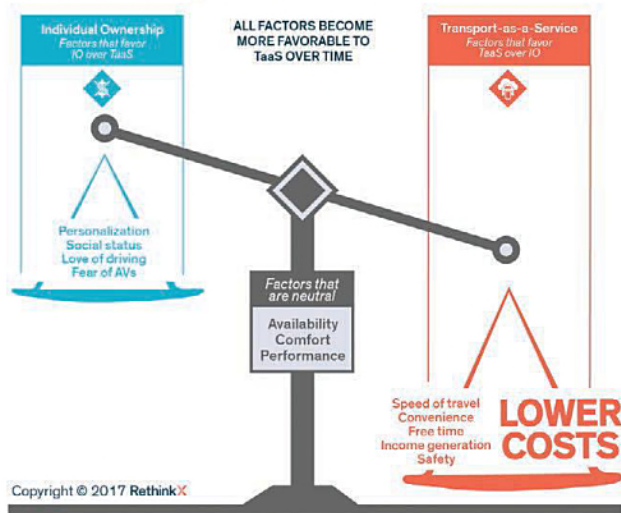 Individual Ownership
Factors that favor
IO over TaaS
ALL FACTORS BECOME
MORE FAVORABLE TO
TaaS OVER TIME
Transport-as-a-Service
Factors that favor
TaaS over IO
Personalization
Social status
Love of driving
Fear of AVs
Factors that
are neutral
Availability
Comfort
Performance
Speed of travel
Convenience
Free time
Income generation
Safety
LOWER
COSTS
Copyright © 2017 RethinkX